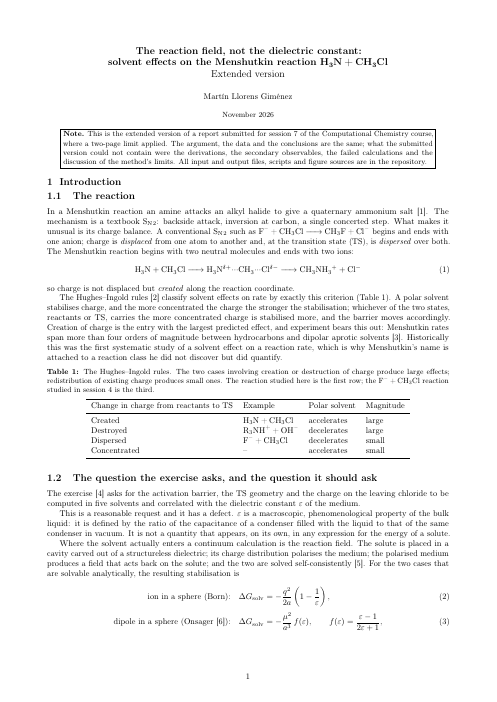 The reaction field, not the dielectric constant:
solvent effects on the Menshutkin reaction H₃N + CH₃Cl
Extended version
Martín Llorens Giménez
November 2026
Note. This is the extended version of a report submitted for session 7 of the Computational Chemistry course,
where a two-page limit applied. The argument, the data and the conclusions are the same; what the submitted
version could not contain were the derivations, the secondary observables, the failed calculations and the
discussion of the method's limits. All input and output files, scripts and figure sources are in the repository.
1 Introduction
1.1 The reaction
In a Menshutkin reaction an amine attacks an alkyl halide to give a quaternary ammonium salt [1]. The
mechanism is a textbook S_N2: backside attack, inversion at carbon, a single concerted step. What makes it
unusual is its charge balance. A conventional S_N2 such as F⁻ + CH₃Cl ⟶ CH₃F + Cl⁻ begins and ends with
one anion; charge is displaced from one atom to another and, at the transition state (TS), is dispersed over both.
The Menshutkin reaction begins with two neutral molecules and ends with two ions:
H₃N + CH₃Cl ⟶ H₃N^δ+···CH₃···Cl^δ− ⟶ CH₃NH₃⁺ + Cl⁻ (1)
so charge is not displaced but created along the reaction coordinate.
The Hughes–Ingold rules [2] classify solvent effects on rate by exactly this criterion (Table 1). A polar solvent
stabilises charge, and the more concentrated the charge the stronger the stabilisation; whichever of the two states,
reactants or TS, carries the more concentrated charge is stabilised more, and the barrier moves accordingly.
Creation of charge is the entry with the largest predicted effect, and experiment bears this out: Menshutkin rates
span more than four orders of magnitude between hydrocarbons and dipolar aprotic solvents [3]. Historically
this was the first systematic study of a solvent effect on a reaction rate, which is why Menshutkin's name is
attached to a reaction class he did not discover but did quantify.
Table 1: The Hughes–Ingold rules. The two cases involving creation or destruction of charge produce large effects;
redistribution of existing charge produces small ones. The reaction studied here is the first row; the F⁻ + CH₃Cl reaction
studied in session 4 is the third.
Change in charge from reactants to TS Example Polar solvent Magnitude
Created H₃N + CH₃Cl accelerates large
Destroyed R₃NH⁺ + OH⁻ decelerates large
Dispersed F⁻ + CH₃Cl decelerates small
Concentrated – accelerates small
1.2 The question the exercise asks, and the question it should ask
The exercise [4] asks for the activation barrier, the TS geometry and the charge on the leaving chloride to be
computed in five solvents and correlated with the dielectric constant ε of the medium.
This is a reasonable request and it has a defect. ε is a macroscopic, phenomenological property of the bulk
liquid: it is defined by the ratio of the capacitance of a condenser filled with the liquid to that of the same
condenser in vacuum. It is not a quantity that appears, on its own, in any expression for the energy of a solute.
Where the solvent actually enters a continuum calculation is the reaction field. The solute is placed in a
cavity carved out of a structureless dielectric; its charge distribution polarises the medium; the polarised medium
produces a field that acts back on the solute; and the two are solved self-consistently [5]. For the two cases that
are solvable analytically, the resulting stabilisation is
ion in a sphere (Born): ΔG_solv = −q²/2a (1 − 1/ε), (2)
dipole in a sphere (Onsager [6]): ΔG_solv = −μ²/a³ f(ε), f(ε) = (ε − 1)/(2ε + 1), (3)
1